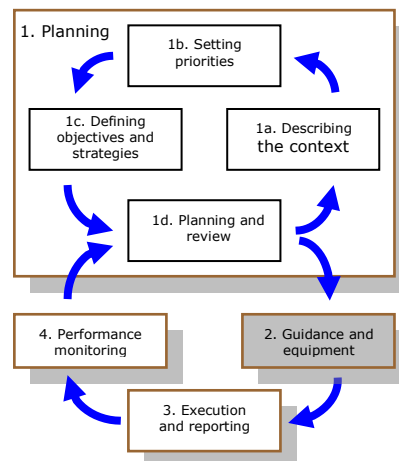 1. Planning
1b. Setting
priorities
1c. Defining
objectives and
strategies
1a. Describing
the context
1d. Planning and
review
4. Performance
monitoring
2. Guidance and
equipment
3. Execution
and reporting